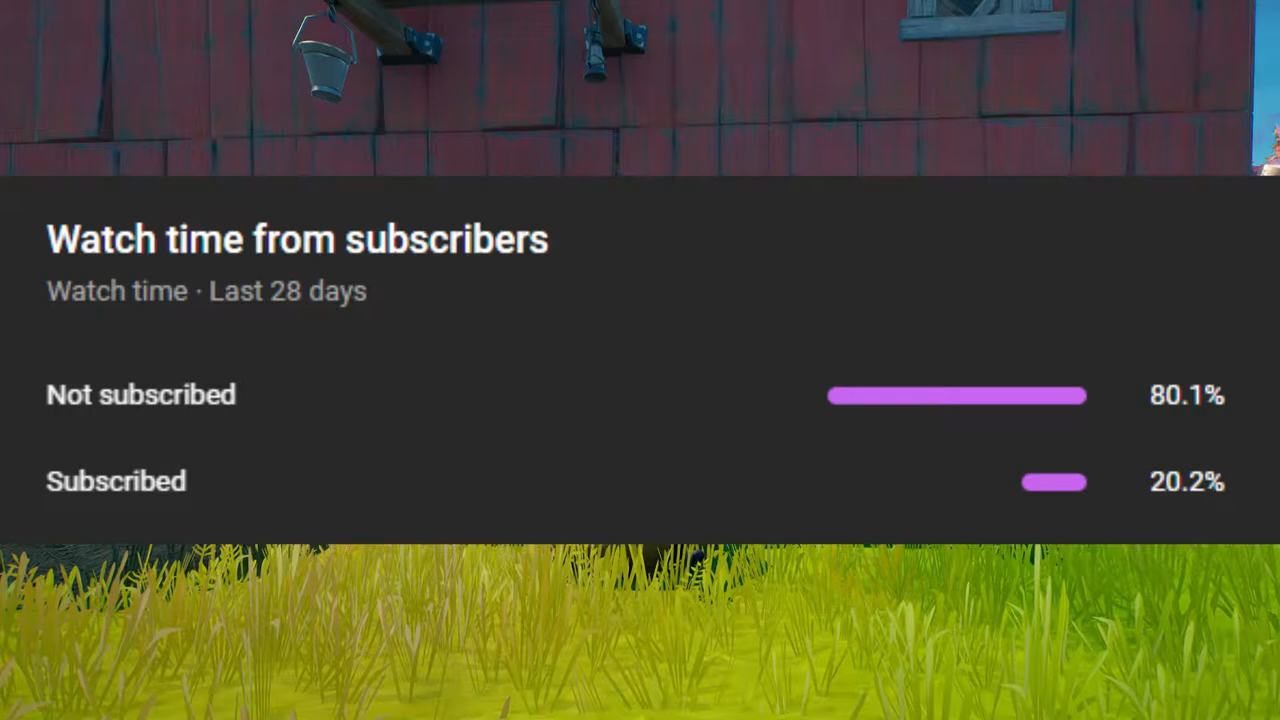 Watch time from subscribers
Watch time · Last 28 days
Not subscribed 80.1%
Subscribed 20.2%